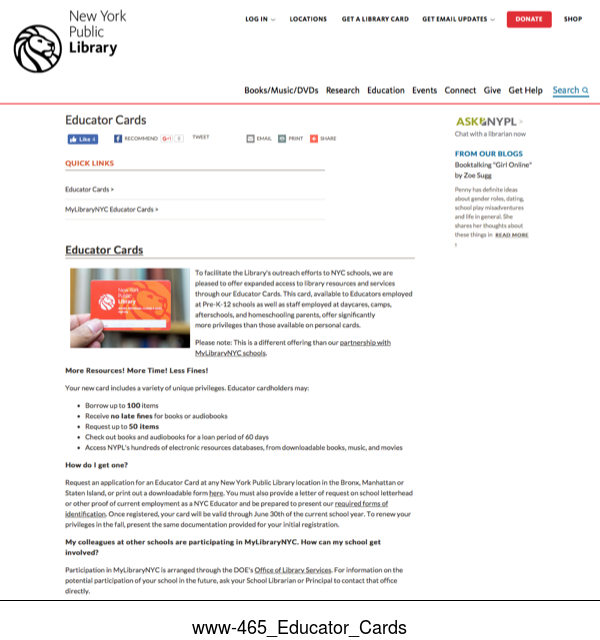 New York
Public
Library
LOG IN
LOCATIONS
GET A LIBRARY CARD
GET EMAIL UPDATES
DONATE
SHOP
Books/Music/DVDs Research Education Events Connect Give Get Help Search
Educator Cards
Like
RECOMMEND
G+1
0
TWEET
EMAIL
PRINT
SHARE
QUICK LINKS
Educator Cards >
MyLibraryNYC Educator Cards >
ASK NYPL >
Chat with a librarian now
FROM OUR BLOGS
Booktalking "Girl Online"
by Zoe Sugg
Penny has definite ideas
about gender roles, dating,
school play misadventures
and life in general. She
shares her thoughts about
these things in READ MORE
Educator Cards
New York
Public
Library
To facilitate the Library's outreach efforts to NYC schools, we are
pleased to offer expanded access to library resources and services
through our Educator Cards. This card, available to Educators employed
at Pre-K-12 schools as well as staff employed at daycares, camps,
afterschools, and homeschooling parents, offer significantly
more privileges than those available on personal cards.
Please note: This is a different offering than our partnership with
MyLibraryNYC schools.
More Resources! More Time! Less Fines!
Your new card includes a variety of unique privileges. Educator cardholders may:
• Borrow up to 100 items
• Receive no late fines for books or audiobooks
• Request up to 50 items
• Check out books and audiobooks for a loan period of 60 days
• Access NYPL's hundreds of electronic resources databases, from downloadable books, music, and movies
How do I get one?
Request an application for an Educator Card at any New York Public Library location in the Bronx, Manhattan or
Staten Island, or print out a downloadable form here. You must also provide a letter of request on school letterhead
or other proof of current employment as a NYC Educator and be prepared to present our required forms of
identification. Once registered, your card will be valid through June 30th of the current school year. To renew your
privileges in the fall, present the same documentation provided for your initial registration.
My colleagues at other schools are participating in MyLibraryNYC. How can my school get
involved?
Participation in MyLibraryNYC is arranged through the DOE's Office of Library Services. For information on the
potential participation of your school in the future, ask your School Librarian or Principal to contact that office
directly.
www-465_Educator_Cards